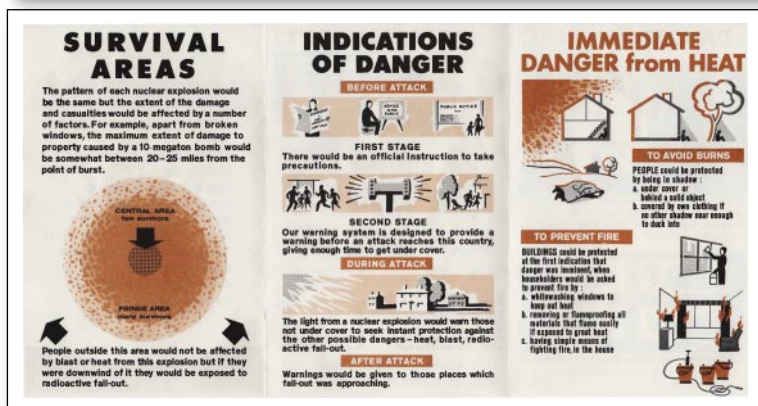 SURVIVAL
AREAS
The pattern of each nuclear explosion would
be the same but the extent of the damage
and casualties would be affected by a number
of factors. For example, apart from broken
windows, the maximum extent of damage to
property caused by a 10-megaton bomb would
be somewhat between 20-25 miles from the
point of burst.
CENTRAL AREA
few survivors
FRINGE AREA
many survivors
People outside this area would not be affected
by blast or heat from this explosion but if they
were downwind of it they would be exposed to
radioactive fall-out.
INDICATIONS
OF DANGER
BEFORE ATTACK
ADVICE
TO THE
PUBLIC
PUBLIC NOTICE
FIRST STAGE
There would be an official instruction to take
precautions.
SECOND STAGE
Our warning system is designed to provide a
warning before an attack reaches this country,
giving enough time to get under cover.
DURING ATTACK
The light from a nuclear explosion would warn those
not under cover to seek instant protection against
the other possible dangers – heat, blast, radio-
active fall-out.
AFTER ATTACK
Warnings would be given to those places which
fall-out was approaching.
IMMEDIATE
DANGER from HEAT
TO AVOID BURNS
PEOPLE could be protected
by being in shadow :
a. under cover or
behind a solid object
b. covered by own clothing if
no other shadow near enough
to duck into
TO PREVENT FIRE
BUILDINGS could be protected
at the first indication that
danger was imminent, when
householders would be asked
to prevent fire by :
a. whitewashing windows to
keep out heat
b. removing or flameproofing all
materials that flame easily
if exposed to great heat
c. having simple means of
fighting fire, in the house